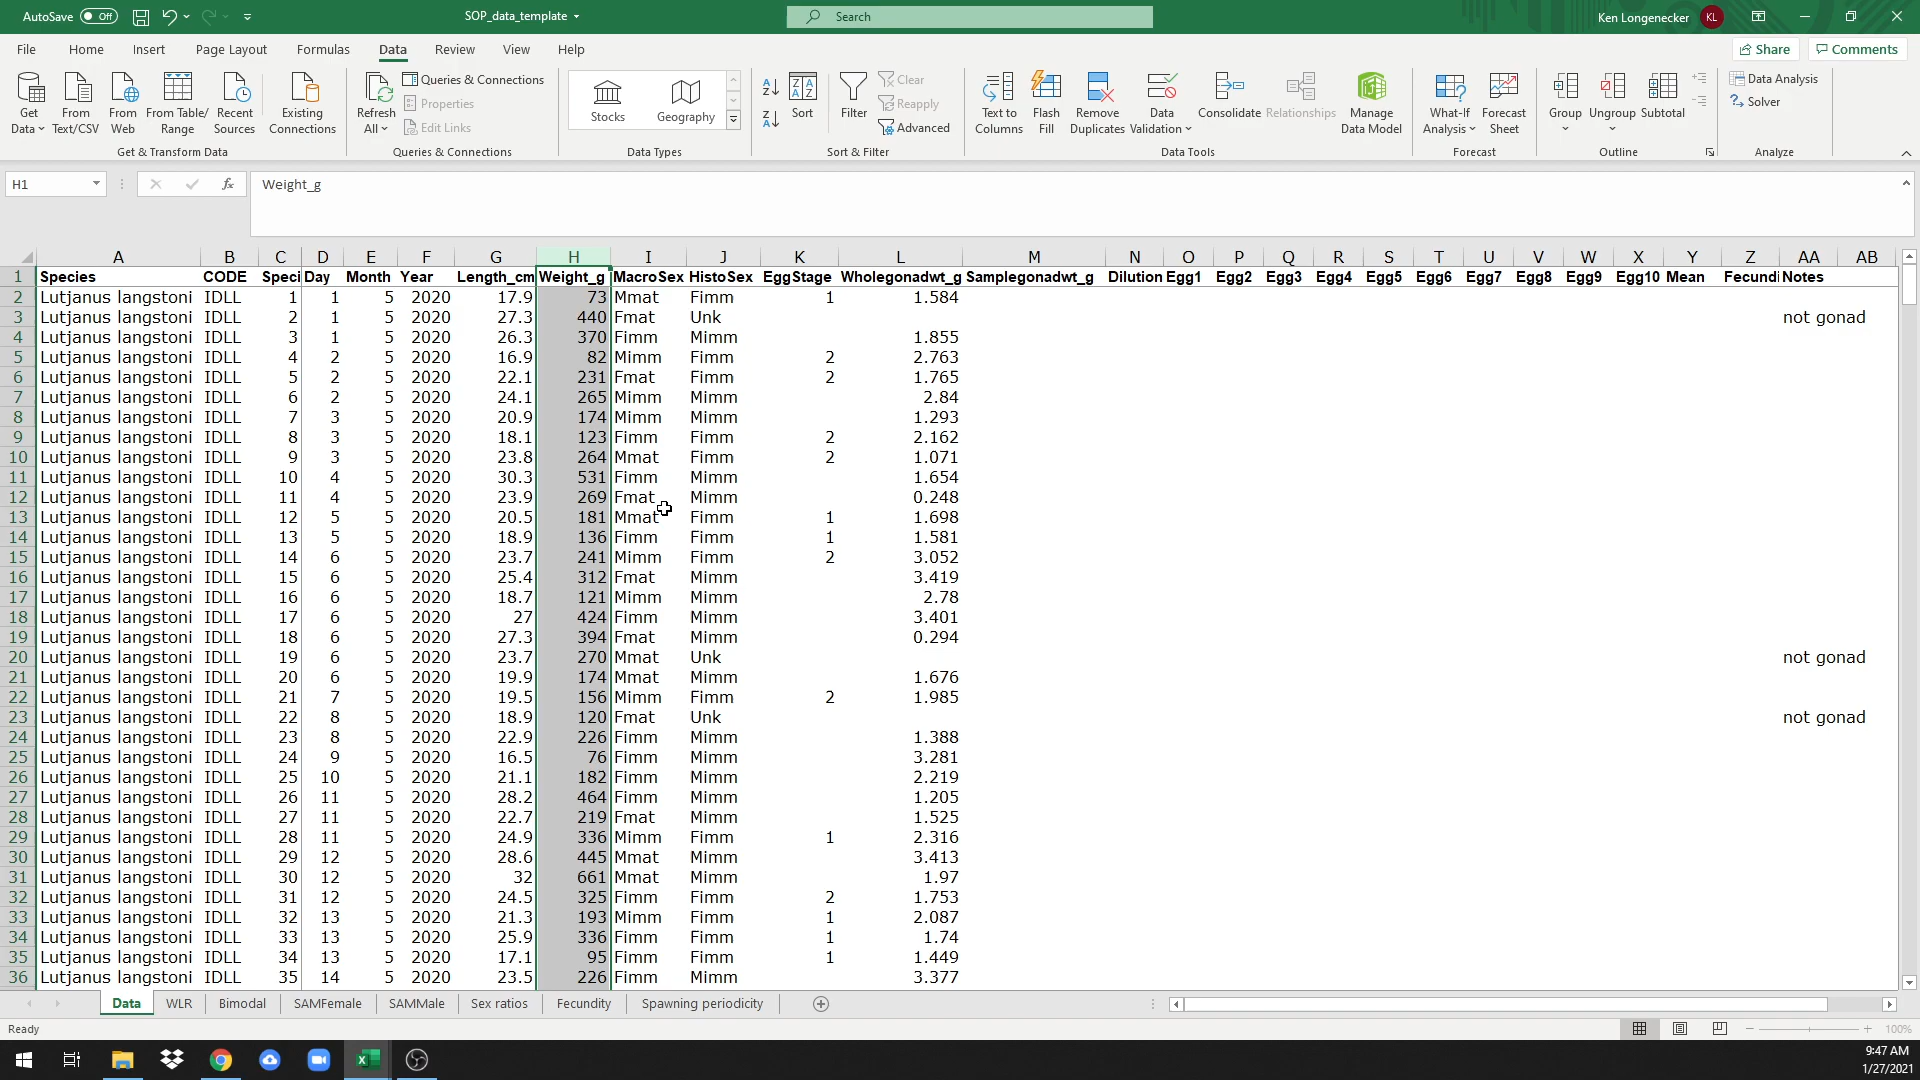 AutoSave Off SOP_data_template Search Ken Longenecker KL
File Home Insert Page Layout Formulas Data Review View Help Share Comments
Get Data From Text/CSV From Web From Table/Range Recent Sources Existing Connections Refresh All Queries & Connections Properties Edit Links Stocks Geography Sort Filter Clear Reapply Advanced Text to Columns Flash Fill Remove Duplicates Data Validation Consolidate Relationships Manage Data Model What-If Analysis Forecast Sheet Group Ungroup Subtotal Data Analysis Solver
Get & Transform Data Queries & Connections Data Types Sort & Filter Data Tools Forecast Outline Analyze
H1 fx Weight_g
A B C D E F G H I J K L M N O P Q R S T U V W X Y Z AA AB
1 Species CODE Speci Day Month Year Length_cm Weight_g MacroSex HistoSex EggStage Wholegonadwt_g Samplegonadwt_g Dilution Egg1 Egg2 Egg3 Egg4 Egg5 Egg6 Egg7 Egg8 Egg9 Egg10 Mean Fecundi Notes
2 Lutjanus langstoni IDLL 1 1 5 2020 17.9 73 Mmat Fimm 1 1.584
3 Lutjanus langstoni IDLL 2 1 5 2020 27.3 440 Fmat Unk not gonad
4 Lutjanus langstoni IDLL 3 1 5 2020 26.3 370 Fimm Mimm 1.855
5 Lutjanus langstoni IDLL 4 2 5 2020 16.9 82 Mimm Fimm 2 2.763
6 Lutjanus langstoni IDLL 5 2 5 2020 22.1 231 Fmat Fimm 2 1.765
7 Lutjanus langstoni IDLL 6 2 5 2020 24.1 265 Mimm Mimm 2.84
8 Lutjanus langstoni IDLL 7 3 5 2020 20.9 174 Mimm Mimm 1.293
9 Lutjanus langstoni IDLL 8 3 5 2020 18.1 123 Fimm Fimm 2 2.162
10 Lutjanus langstoni IDLL 9 3 5 2020 23.8 264 Mmat Fimm 2 1.071
11 Lutjanus langstoni IDLL 10 4 5 2020 30.3 531 Fimm Mimm 1.654
12 Lutjanus langstoni IDLL 11 4 5 2020 23.9 269 Fmat Mimm 0.248
13 Lutjanus langstoni IDLL 12 5 5 2020 20.5 181 Mmat Fimm 1 1.698
14 Lutjanus langstoni IDLL 13 5 5 2020 18.9 136 Fimm Fimm 1 1.581
15 Lutjanus langstoni IDLL 14 6 5 2020 23.7 241 Mimm Fimm 2 3.052
16 Lutjanus langstoni IDLL 15 6 5 2020 25.4 312 Fmat Mimm 3.419
17 Lutjanus langstoni IDLL 16 6 5 2020 18.7 121 Mimm Mimm 2.78
18 Lutjanus langstoni IDLL 17 6 5 2020 27 424 Fimm Mimm 3.401
19 Lutjanus langstoni IDLL 18 6 5 2020 27.3 394 Fmat Mimm 0.294
20 Lutjanus langstoni IDLL 19 6 5 2020 23.7 270 Mmat Unk not gonad
21 Lutjanus langstoni IDLL 20 6 5 2020 19.9 174 Mmat Mimm 1.676
22 Lutjanus langstoni IDLL 21 7 5 2020 19.5 156 Mimm Fimm 2 1.985
23 Lutjanus langstoni IDLL 22 8 5 2020 18.9 120 Fmat Unk not gonad
24 Lutjanus langstoni IDLL 23 8 5 2020 22.9 226 Fimm Mimm 1.388
25 Lutjanus langstoni IDLL 24 9 5 2020 16.5 76 Fimm Mimm 3.281
26 Lutjanus langstoni IDLL 25 10 5 2020 21.1 182 Fimm Mimm 2.219
27 Lutjanus langstoni IDLL 26 11 5 2020 28.2 464 Fimm Mimm 1.205
28 Lutjanus langstoni IDLL 27 11 5 2020 22.7 219 Fmat Mimm 1.525
29 Lutjanus langstoni IDLL 28 11 5 2020 24.9 336 Mimm Fimm 1 2.316
30 Lutjanus langstoni IDLL 29 12 5 2020 28.6 445 Mmat Mimm 3.413
31 Lutjanus langstoni IDLL 30 12 5 2020 32 661 Mmat Mimm 1.97
32 Lutjanus langstoni IDLL 31 12 5 2020 24.5 325 Fimm Fimm 2 1.753
33 Lutjanus langstoni IDLL 32 13 5 2020 21.3 193 Mimm Fimm 1 2.087
34 Lutjanus langstoni IDLL 33 13 5 2020 25.9 336 Fimm Fimm 1 1.74
35 Lutjanus langstoni IDLL 34 13 5 2020 17.1 95 Fimm Fimm 1 1.449
36 Lutjanus langstoni IDLL 35 14 5 2020 23.5 226 Fimm Mimm 3.377
Data WLR Bimodal SAMFemale SAMMale Sex ratios Fecundity Spawning periodicity
Ready 100%
9:47 AM
1/27/2021